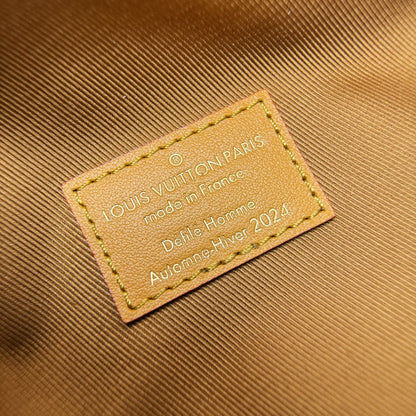 ®
LOUIS VUITTON PARIS
made in France
Défilé Homme
Automne-Hiver 2024